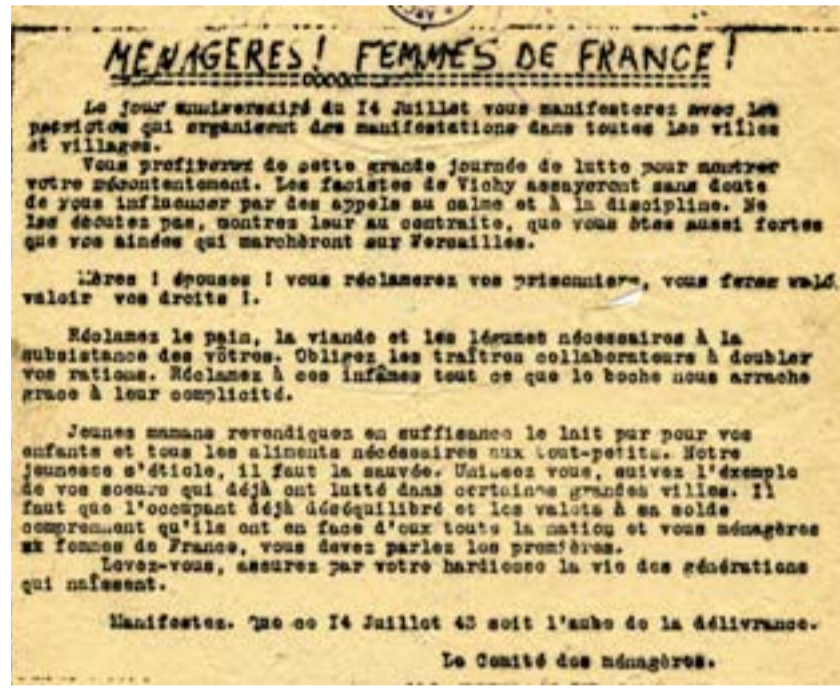 MENAGERES! FEMMES DE FRANCE!
Le jour anniversaire du I4 Juillet vous manifesterez avec les
patriotes qui organisent des manifestations dans toutes les villes
et villages.
Vous profiterez de cette grande journée de lutte pour montrer
votre mécontentement. Les facistes de Vichy essayeront sans doute
de vous influencer par des appels au calme et à la discipline. Ne
les écoutez pas, montrez leur au contraite, que vous êtes aussi fortes
que vos ainées qui marchèront sur Versailles.
Mères ! épouses ! vous réclamerez vos prisonniers, vous ferez
valoir vos droits !.
Réclamez le pain, la viande et les légumes nécessaires à la
subsistance des vôtres. Obligez les traîtres collaborateurs à doubler
vos rations. Réclamez à ces infâmes tout ce que le boche nous arrache
grace à leur complicité.
Jeunes mamans revendiquez en suffisance le lait pur pour vos
enfants et tous les aliments nécéssaires aux tout-petits. Notre
jeunesse s'étiole, il faut la sauvée. Unissez vous, suivez l'éxemple
de vos soeurs qui déjà ont lutté dans certaines grandes villes. Il
faut que l'occupant déjà déséquilibré et les valets à sa solde
comprennent qu'ils ont en face d'eux toute la nation et vous ménagères
femmes de France, vous devez parlez les premières.
Levez-vous, assurez par votre hardiesse la vie des générations
qui naissent.
Manifestez. Que ce I4 Juillet 43 soit l'aube de la délivrance.
Le Comité des ménagères.